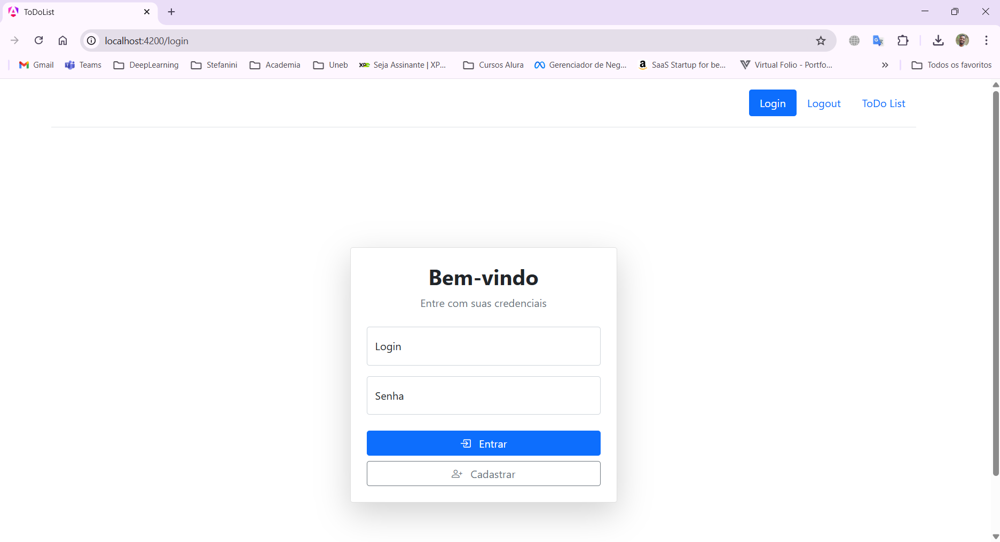 ToDoList
localhost:4200/login
Gmail Teams DeepLearning Stefanini Academia Uneb Seja Assinante | XP... Cursos Alura Gerenciador de Neg... SaaS Startup for be... Virtual Folio - Portfo... Todos os favoritos
Login Logout ToDo List
Bem-vindo
Entre com suas credenciais
Login
Senha
Entrar
Cadastrar